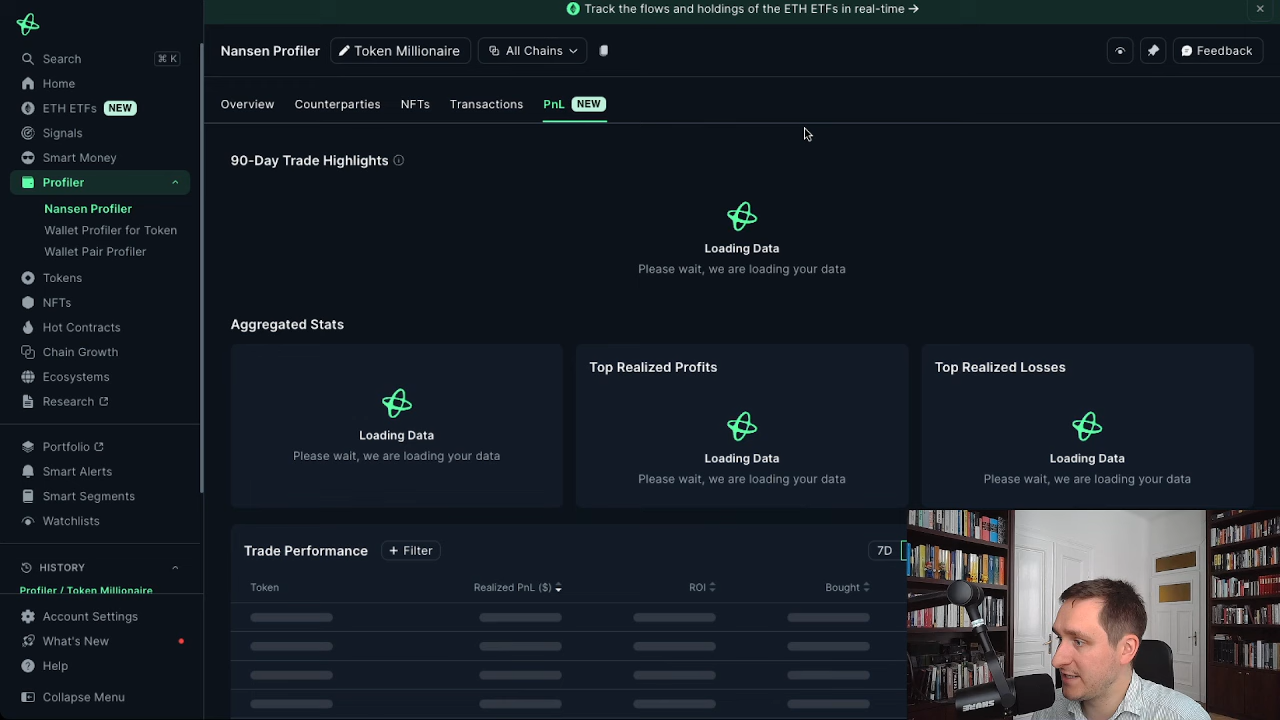 Track the flows and holdings of the ETH ETFs in real-time →
Nansen Profiler
Token Millionaire
All Chains
Feedback
Search
⌘ K
Home
ETH ETFs NEW
Signals
Smart Money
Profiler
Nansen Profiler
Wallet Profiler for Token
Wallet Pair Profiler
Tokens
NFTs
Hot Contracts
Chain Growth
Ecosystems
Research
Portfolio
Smart Alerts
Smart Segments
Watchlists
HISTORY
Profiler / Token Millionaire
Account Settings
What's New
Help
Collapse Menu
Overview
Counterparties
NFTs
Transactions
PnL NEW
90-Day Trade Highlights
Loading Data
Please wait, we are loading your data
Aggregated Stats
Loading Data
Please wait, we are loading your data
Top Realized Profits
Loading Data
Please wait, we are loading your data
Top Realized Losses
Loading Data
Please wait, we are loading your data
Trade Performance
+ Filter
7D
Token
Realized PnL ($)
ROI
Bought
SHURE